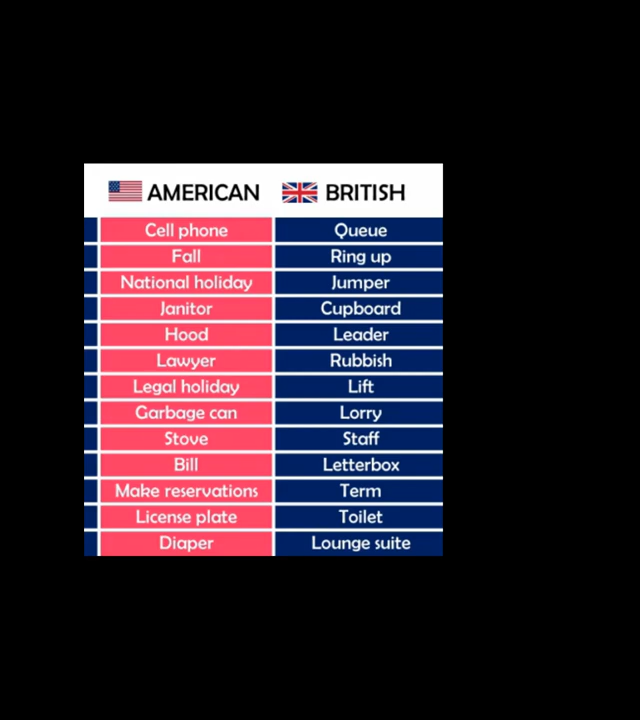 AMERICAN BRITISH
Cell phone Queue
Fall Ring up
National holiday Jumper
Janitor Cupboard
Hood Leader
Lawyer Rubbish
Legal holiday Lift
Garbage can Lorry
Stove Staff
Bill Letterbox
Make reservations Term
License plate Toilet
Diaper Lounge suite